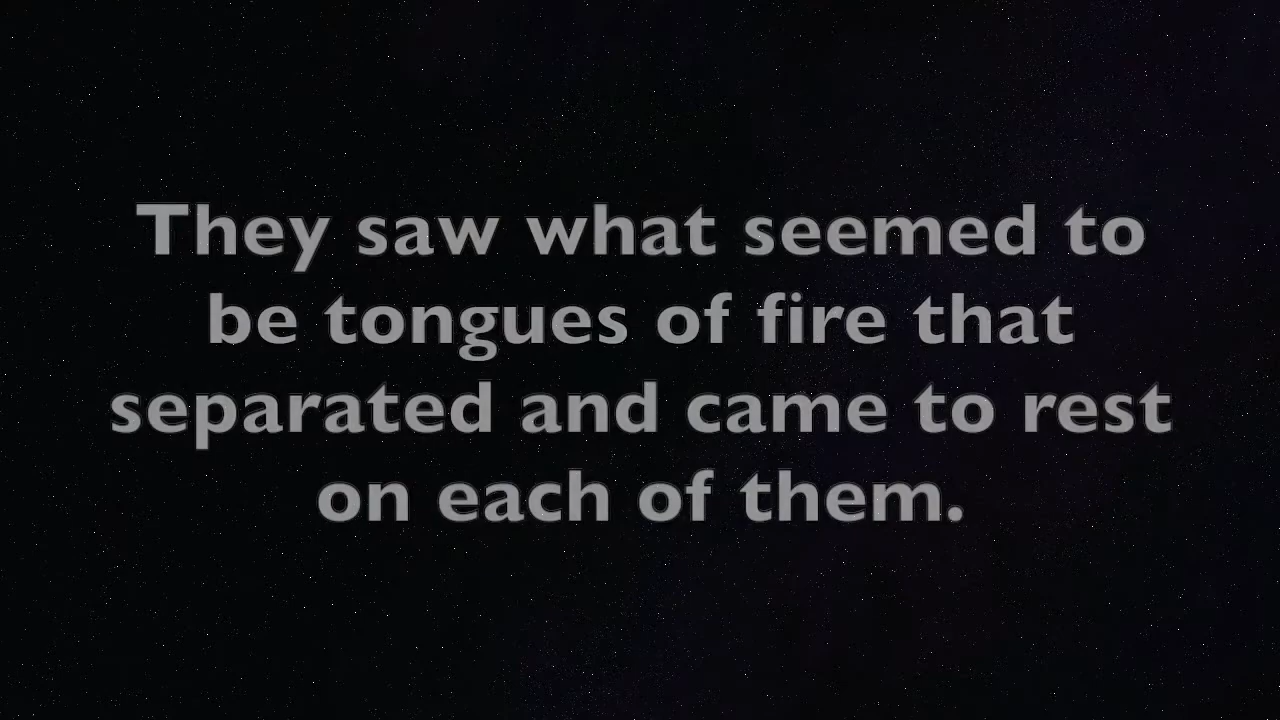 They saw what seemed to
be tongues of fire that
separated and came to rest
on each of them.